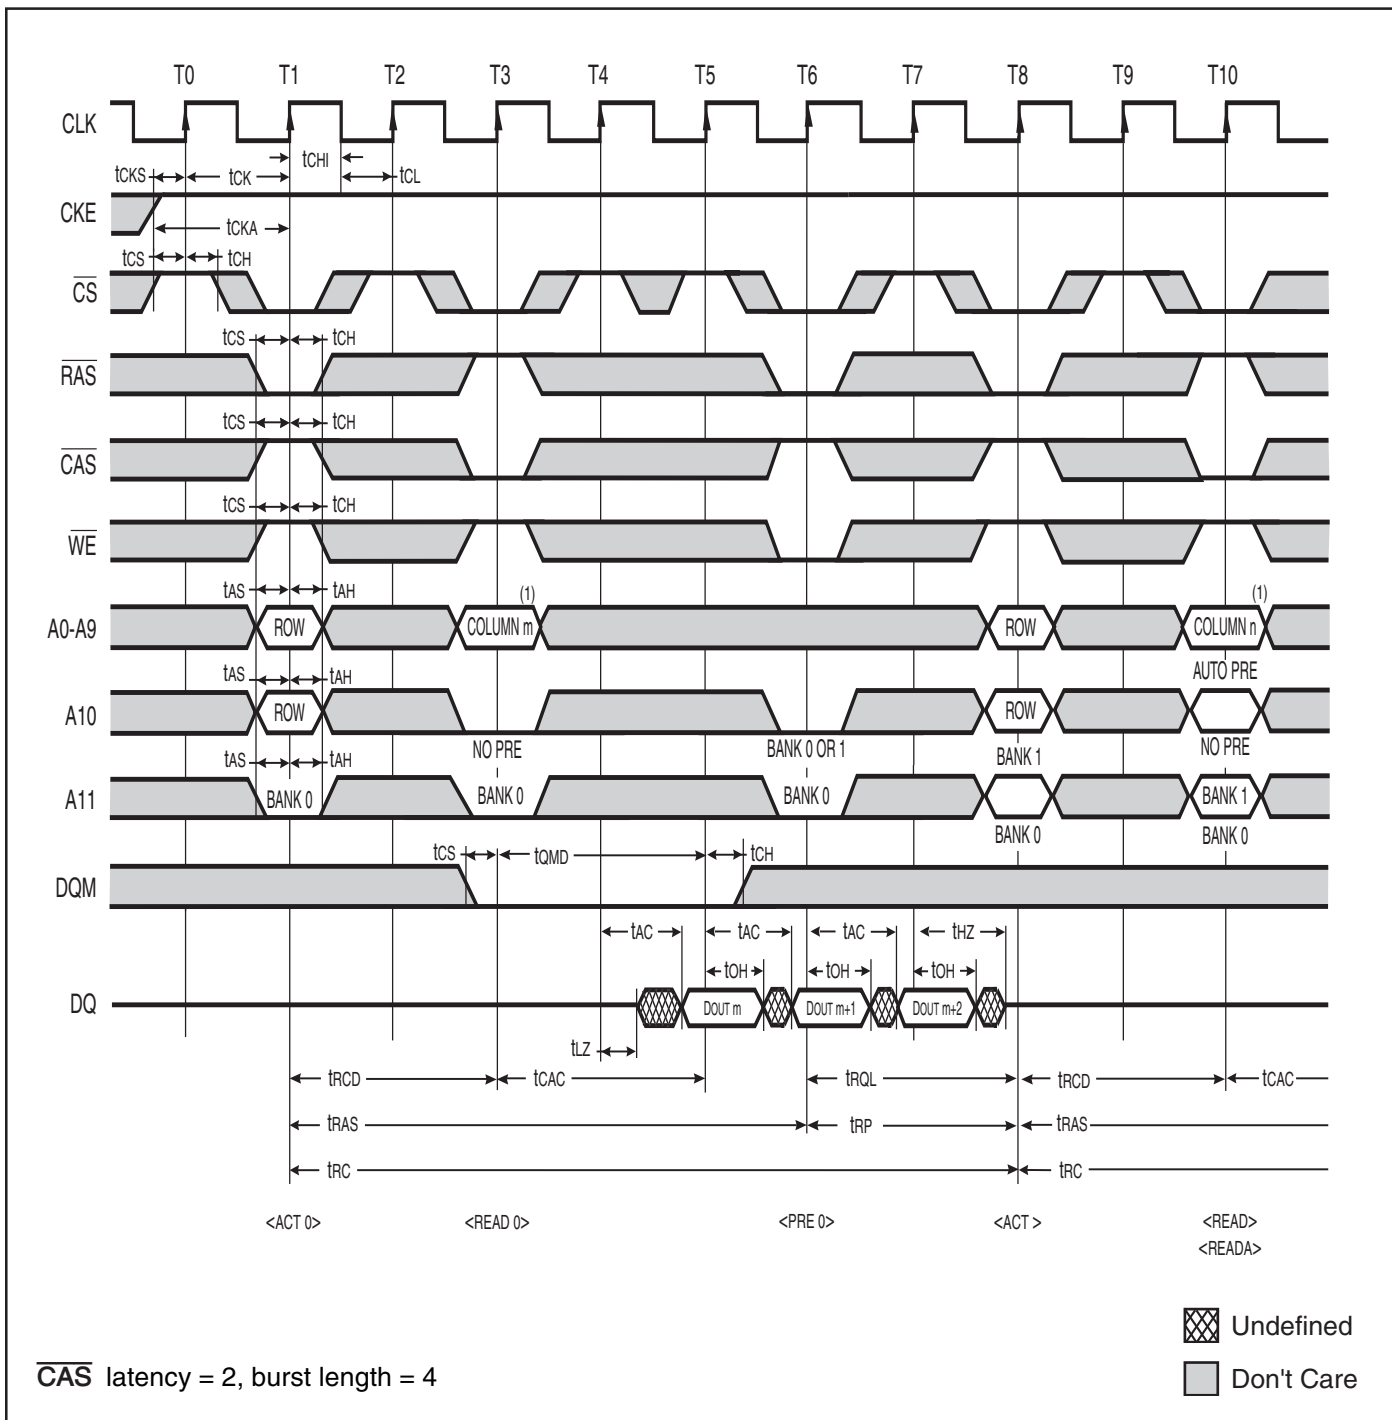 T0 T1 T2 T3 T4 T5 T6 T7 T8 T9 T10
CLK
tCHI
tCKS tCK tCL
CKE
tCKA
tCS tCH
CS
tCS tCH
RAS
tCS tCH
CAS
tCS tCH
WE
tAS tAH (1) (1)
A0-A9 ROW COLUMN m ROW COLUMN n
tAS tAH AUTO PRE
A10 ROW ROW
NO PRE BANK 0 OR 1 BANK 1 NO PRE
tAS tAH
A11 BANK 0 BANK 0 BANK 0 BANK 1
BANK 0 BANK 0
tCS tQMD tCH
DQM
tAC tAC tAC tHZ
tOH tOH tOH
DQ DOUT m DOUT m+1 DOUT m+2
tLZ
tRCD tCAC tRQL tRCD tCAC
tRAS tRP tRAS
tRC tRC
<ACT 0> <READ 0> <PRE 0> <ACT > <READ>
<READA>
Undefined
CAS latency = 2, burst length = 4
Don't Care